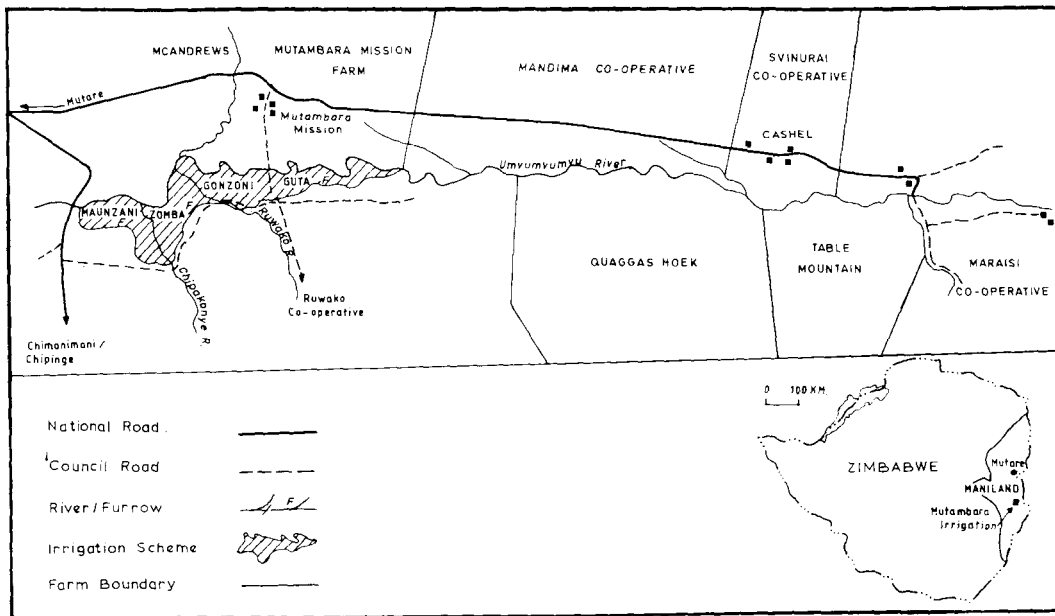 MCANDREWS
MUTAMBARA MISSION
FARM
MANDIMA CO-OPERATIVE
SVINURAI
CO-OPERATIVE
Mutare
Mutambara
Mission
CASHEL
Umvumvumvu River
GONZONI
GUTA F
MAUNZANI
F
ZOMBA
F
Ruwako R.
Chipakonye R.
Ruwako
Co-operative
QUAGGAS HOEK
TABLE
MOUNTAIN
MARAISI
CO-OPERATIVE
Chimanimani /
Chipinge
0 100 KM.
National Road.
Council Road
River/Furrow
F
Irrigation Scheme
Farm Boundary
ZIMBABWE
Mutare
MANILAND
Mutambara
Irrigation